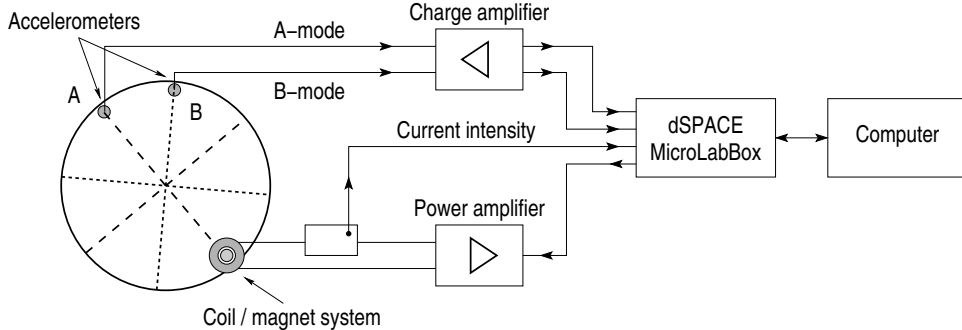 Charge amplifier
Accelerometers
A−mode
A
B
B−mode
Current intensity
dSPACE
MicroLabBox
Computer
Power amplifier
Coil / magnet system